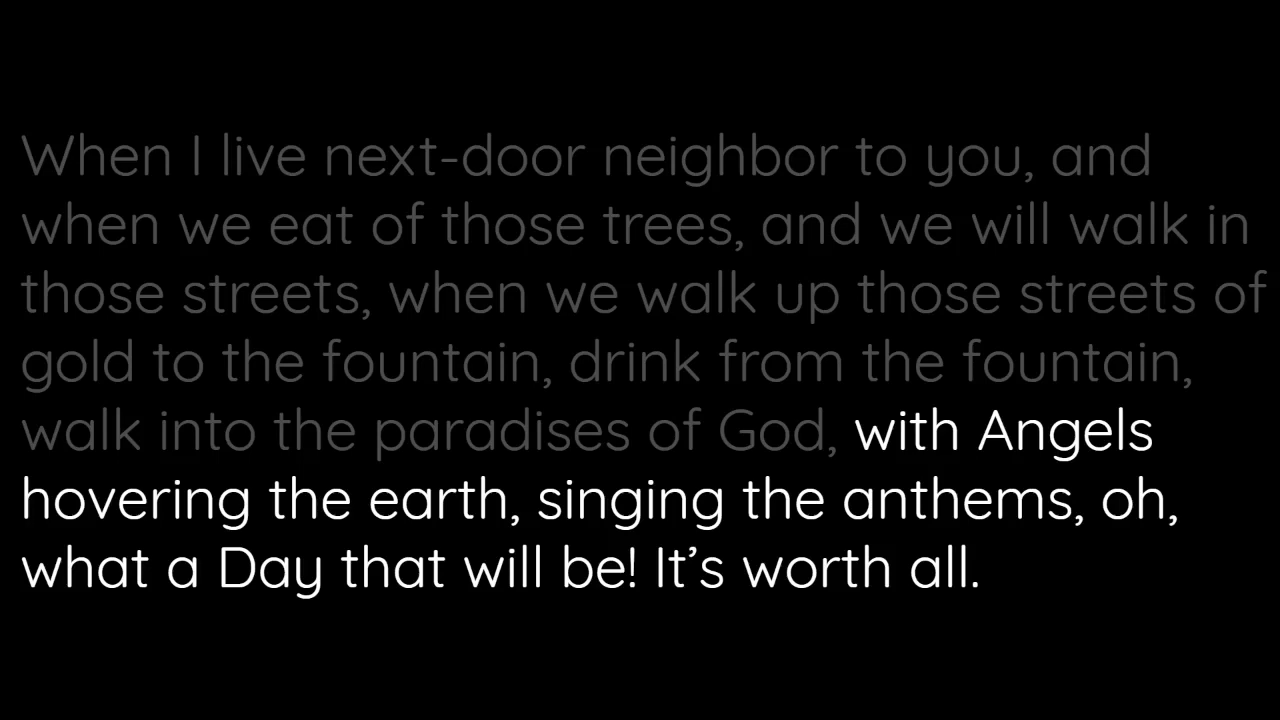 When I live next-door neighbor to you, and
when we eat of those trees, and we will walk in
those streets, when we walk up those streets of
gold to the fountain, drink from the fountain,
walk into the paradises of God, with Angels
hovering the earth, singing the anthems, oh,
what a Day that will be! It’s worth all.